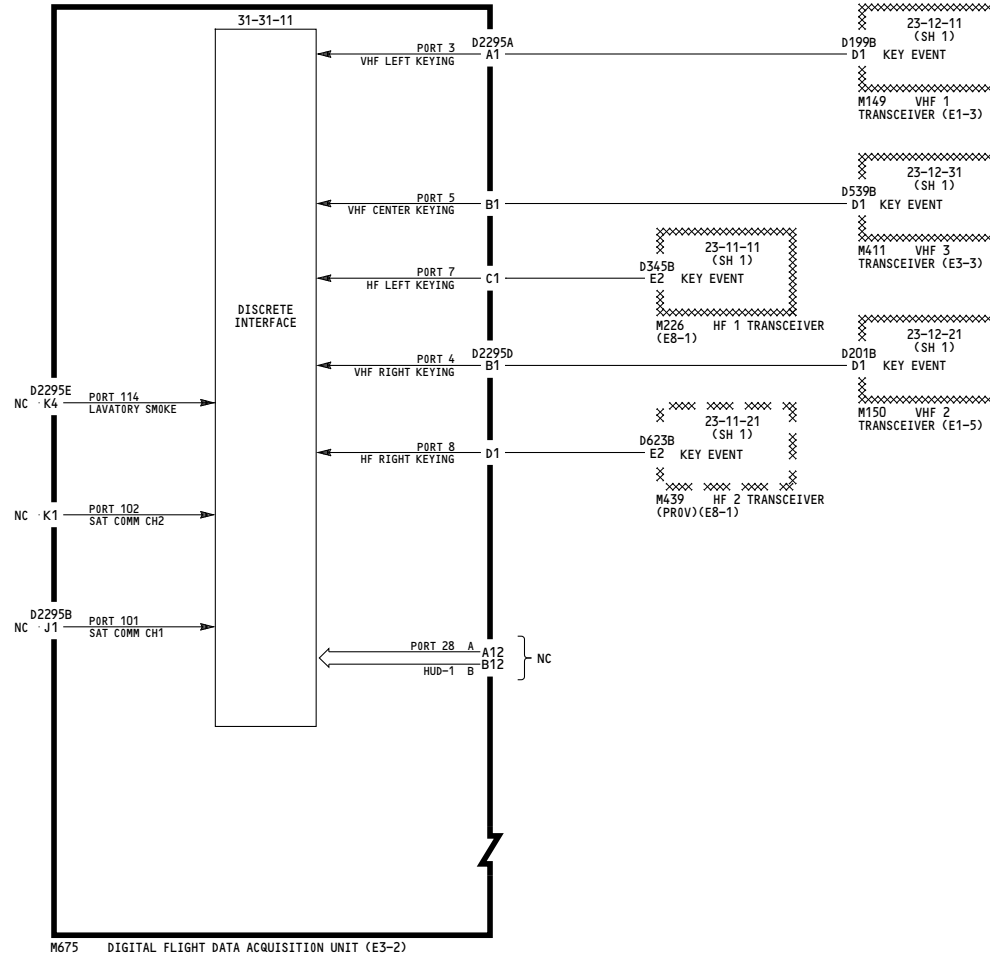 31-31-11
PORT 3
VHF LEFT KEYING
D2295A
A1
D199B
D1 KEY EVENT
23-12-11
(SH 1)
M149 VHF 1
TRANSCEIVER (E1-3)
PORT 5
VHF CENTER KEYING
B1
D539B
D1 KEY EVENT
23-12-31
(SH 1)
M411 VHF 3
TRANSCEIVER (E3-3)
PORT 7
HF LEFT KEYING
C1
D345B
E2 KEY EVENT
23-11-11
(SH 1)
M226 HF 1 TRANSCEIVER
(E8-1)
DISCRETE
INTERFACE
PORT 4
VHF RIGHT KEYING
D2295D
B1
D201B
D1 KEY EVENT
23-12-21
(SH 1)
M150 VHF 2
TRANSCEIVER (E1-5)
D2295E
NC K4
PORT 114
LAVATORY SMOKE
PORT 8
HF RIGHT KEYING
D1
D623B
E2 KEY EVENT
23-11-21
(SH 1)
M439 HF 2 TRANSCEIVER
(PROV)(E8-1)
NC K1
PORT 102
SAT COMM CH2
D2295B
NC J1
PORT 101
SAT COMM CH1
PORT 28 A
A12
HUD-1 B
B12
NC
M675 DIGITAL FLIGHT DATA ACQUISITION UNIT (E3-2)